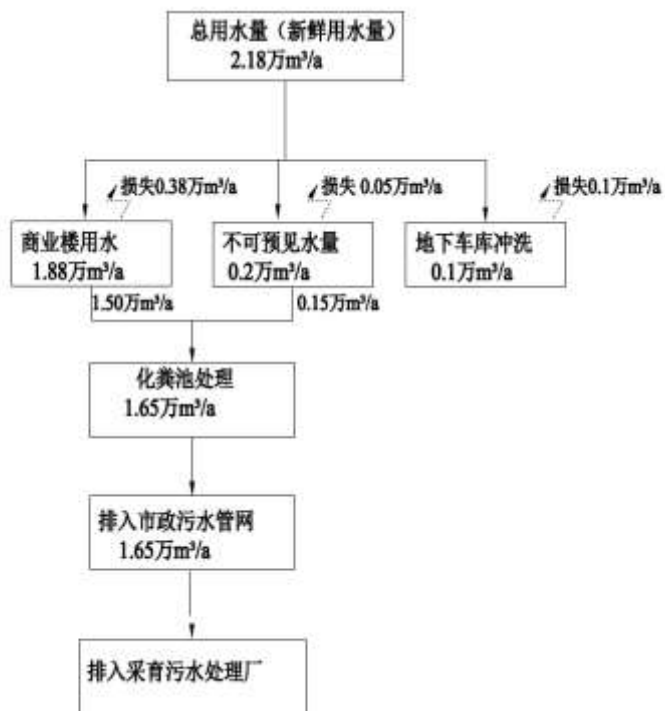 总用水量（新鲜用水量）
2.18万m³/a
损失0.38万m³/a
损失 0.05万m³/a
损失0.1万m³/a
商业楼用水
1.88万m³/a
不可预见水量
0.2万m³/a
地下车库冲洗
0.1万m³/a
1.50万m³/a
0.15万m³/a
化粪池处理
1.65万m³/a
排入市政污水管网
1.65万m³/a
排入采育污水处理厂